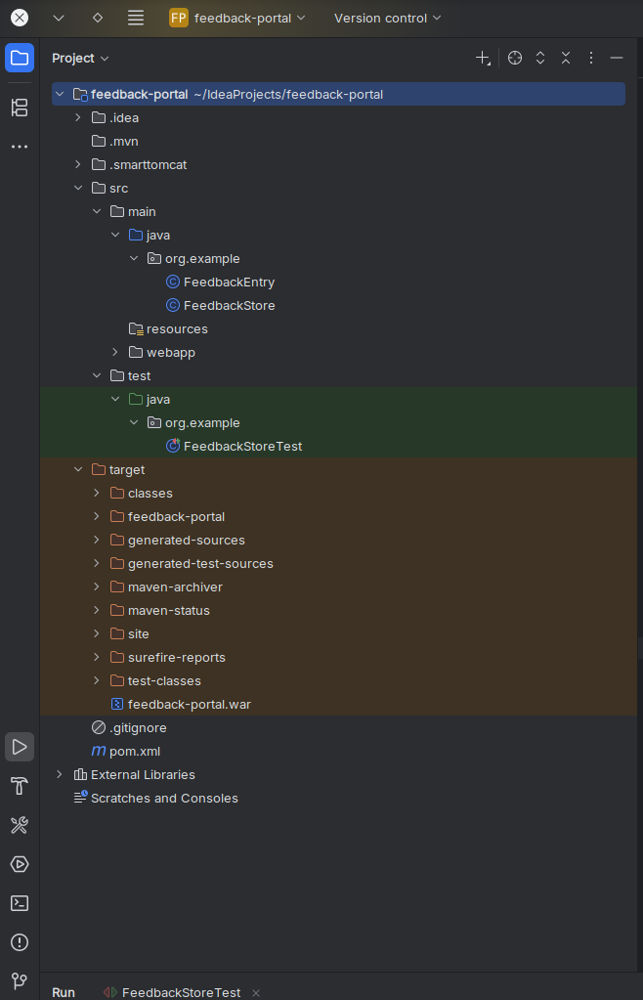 FP feedback-portal Version control
Project
feedback-portal ~/IdeaProjects/feedback-portal
.idea
.mvn
.smarttomcat
src
main
java
org.example
FeedbackEntry
FeedbackStore
resources
webapp
test
java
org.example
FeedbackStoreTest
target
classes
feedback-portal
generated-sources
generated-test-sources
maven-archiver
maven-status
site
surefire-reports
test-classes
feedback-portal.war
.gitignore
m pom.xml
External Libraries
Scratches and Consoles
Run FeedbackStoreTest